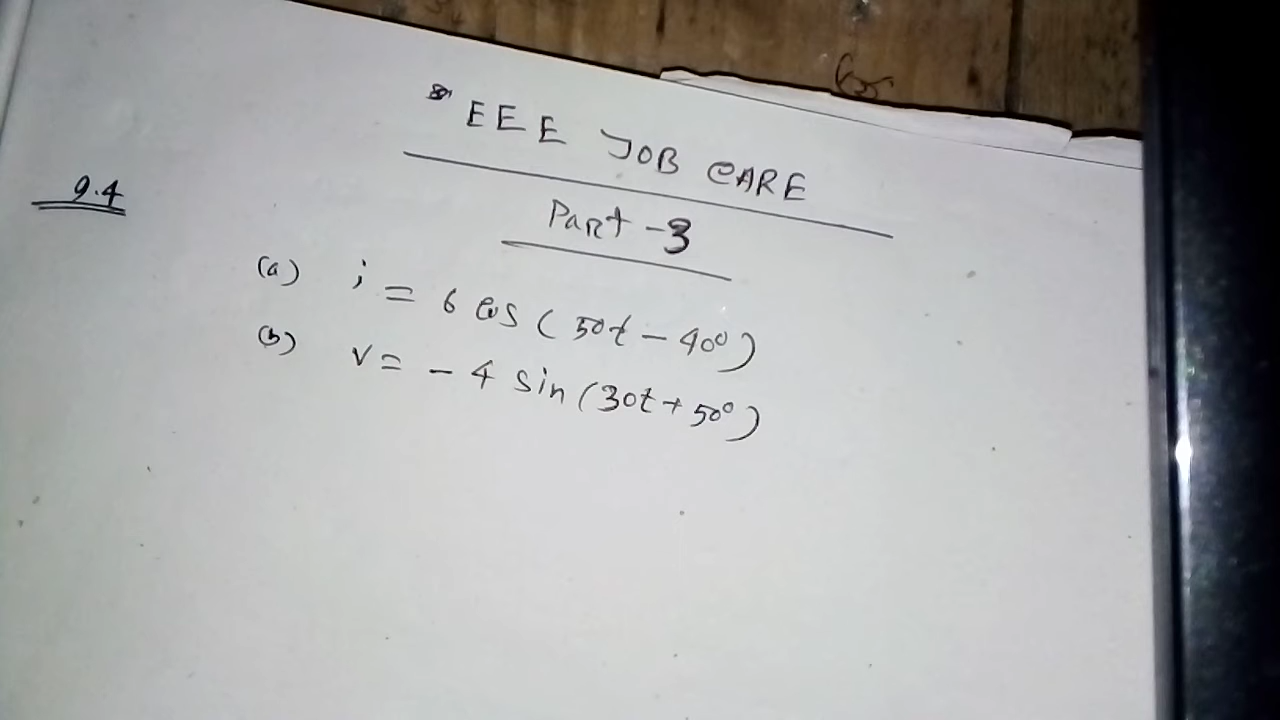 EEE JOB CARE
Part-3
9.4
(a) i = 6 cos (50t - 40°)
(b) v = - 4 sin (30t + 50°)